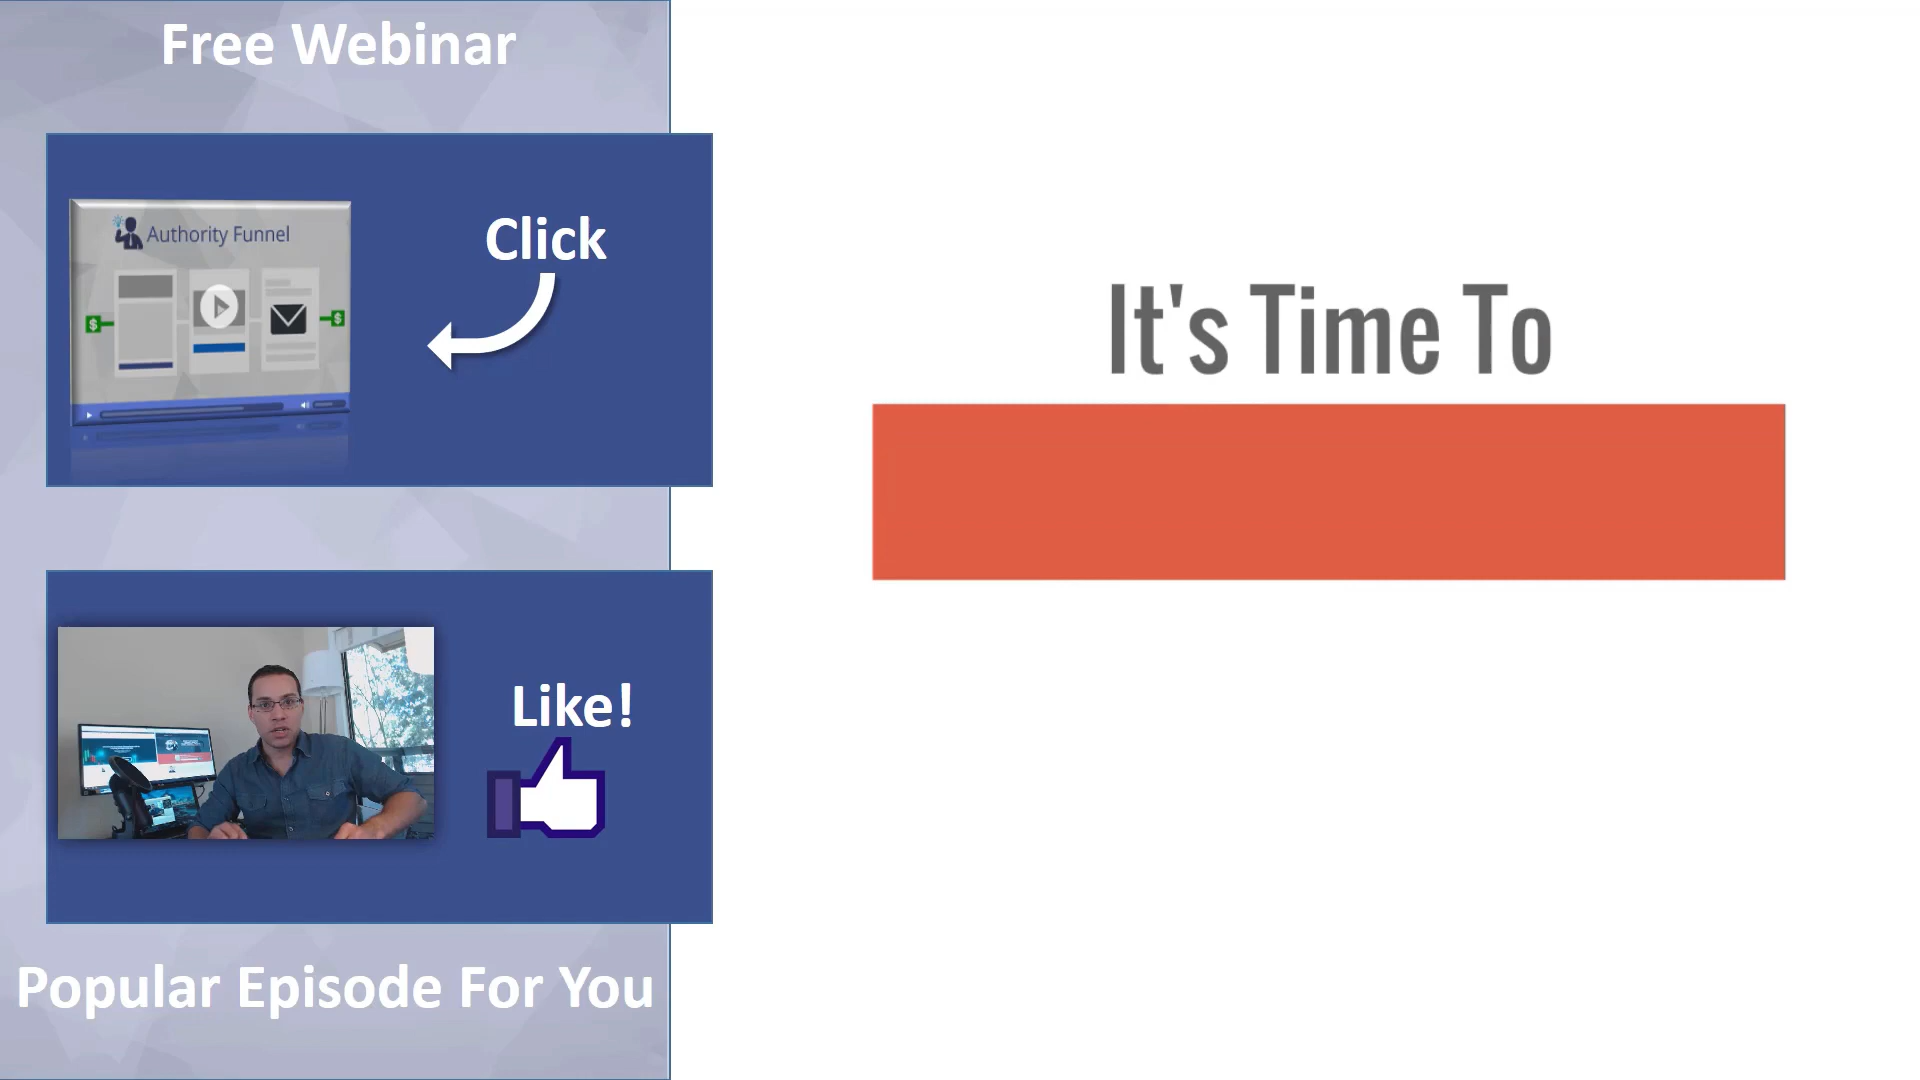 Free Webinar
Authority Funnel
$
$
Click
Like!
Popular Episode For You
It's Time To